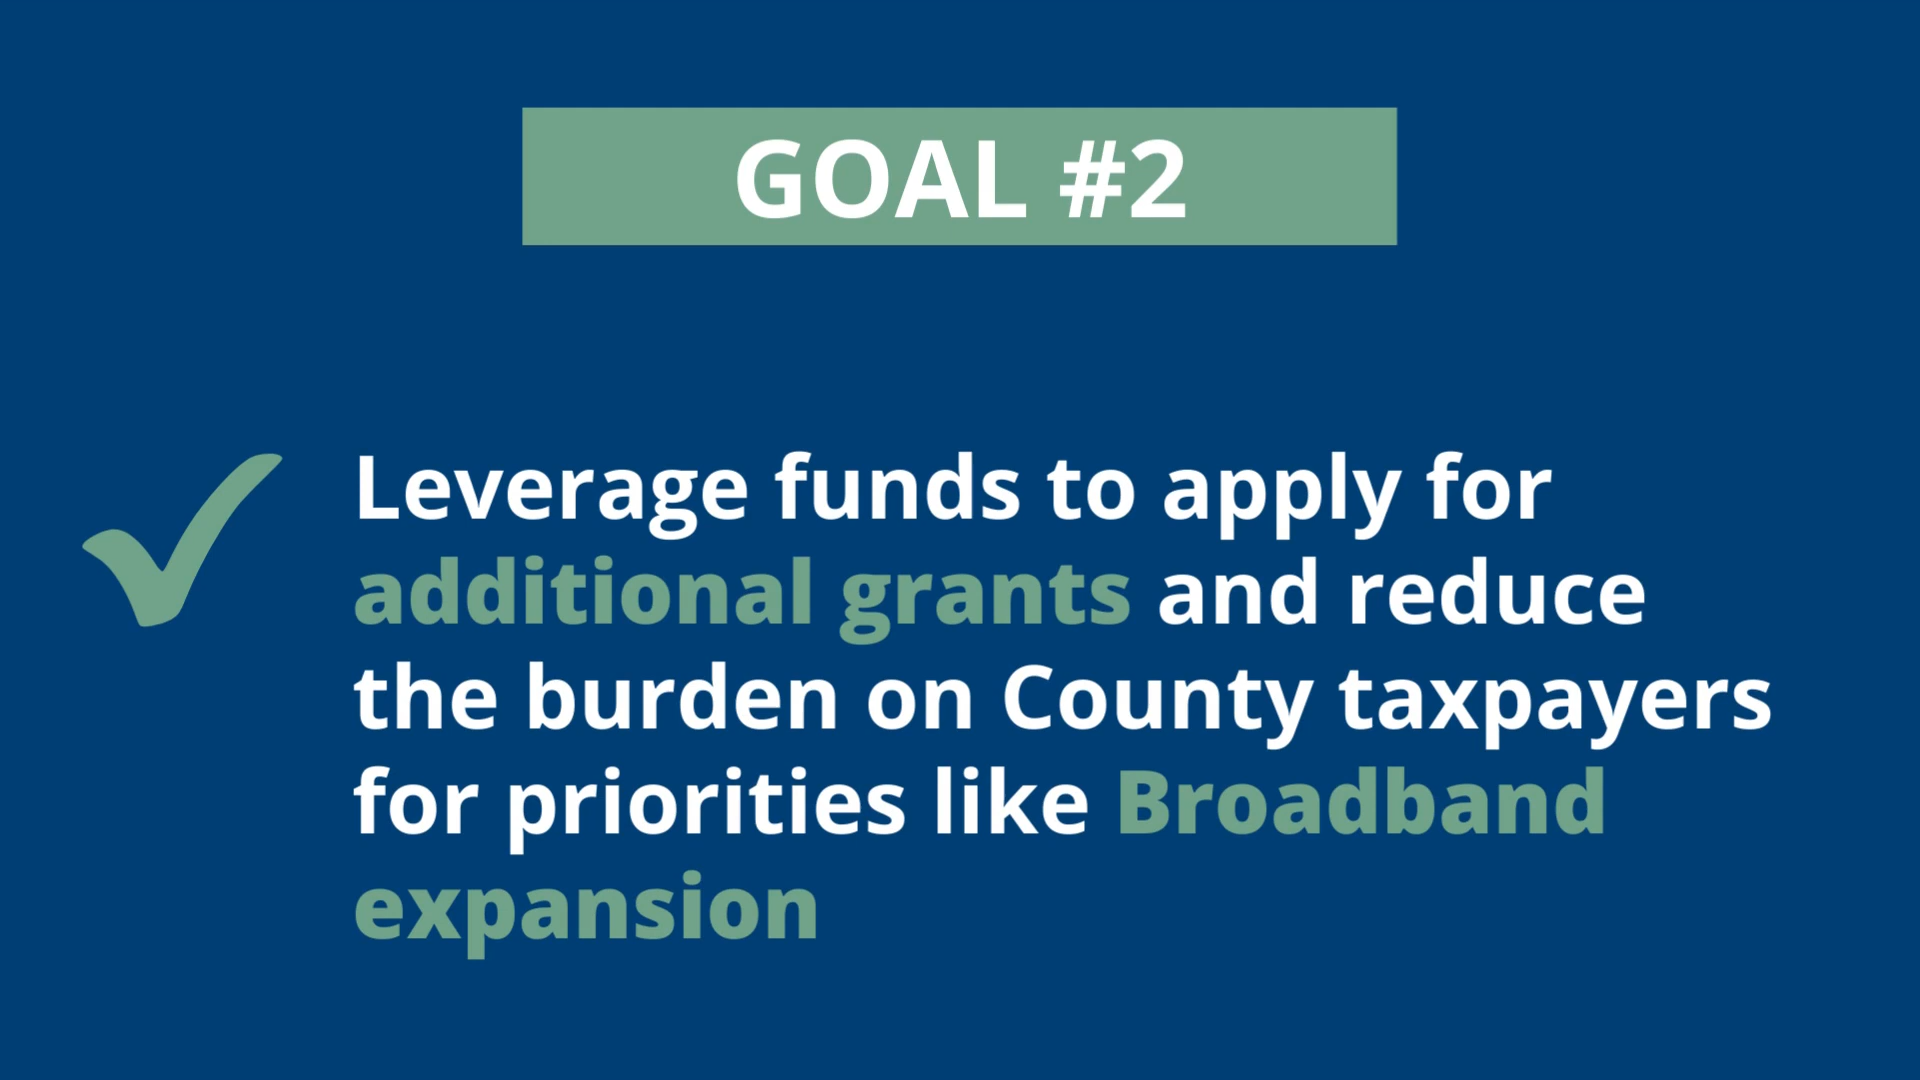 GOAL #2
Leverage funds to apply for
additional grants and reduce
the burden on County taxpayers
for priorities like Broadband
expansion